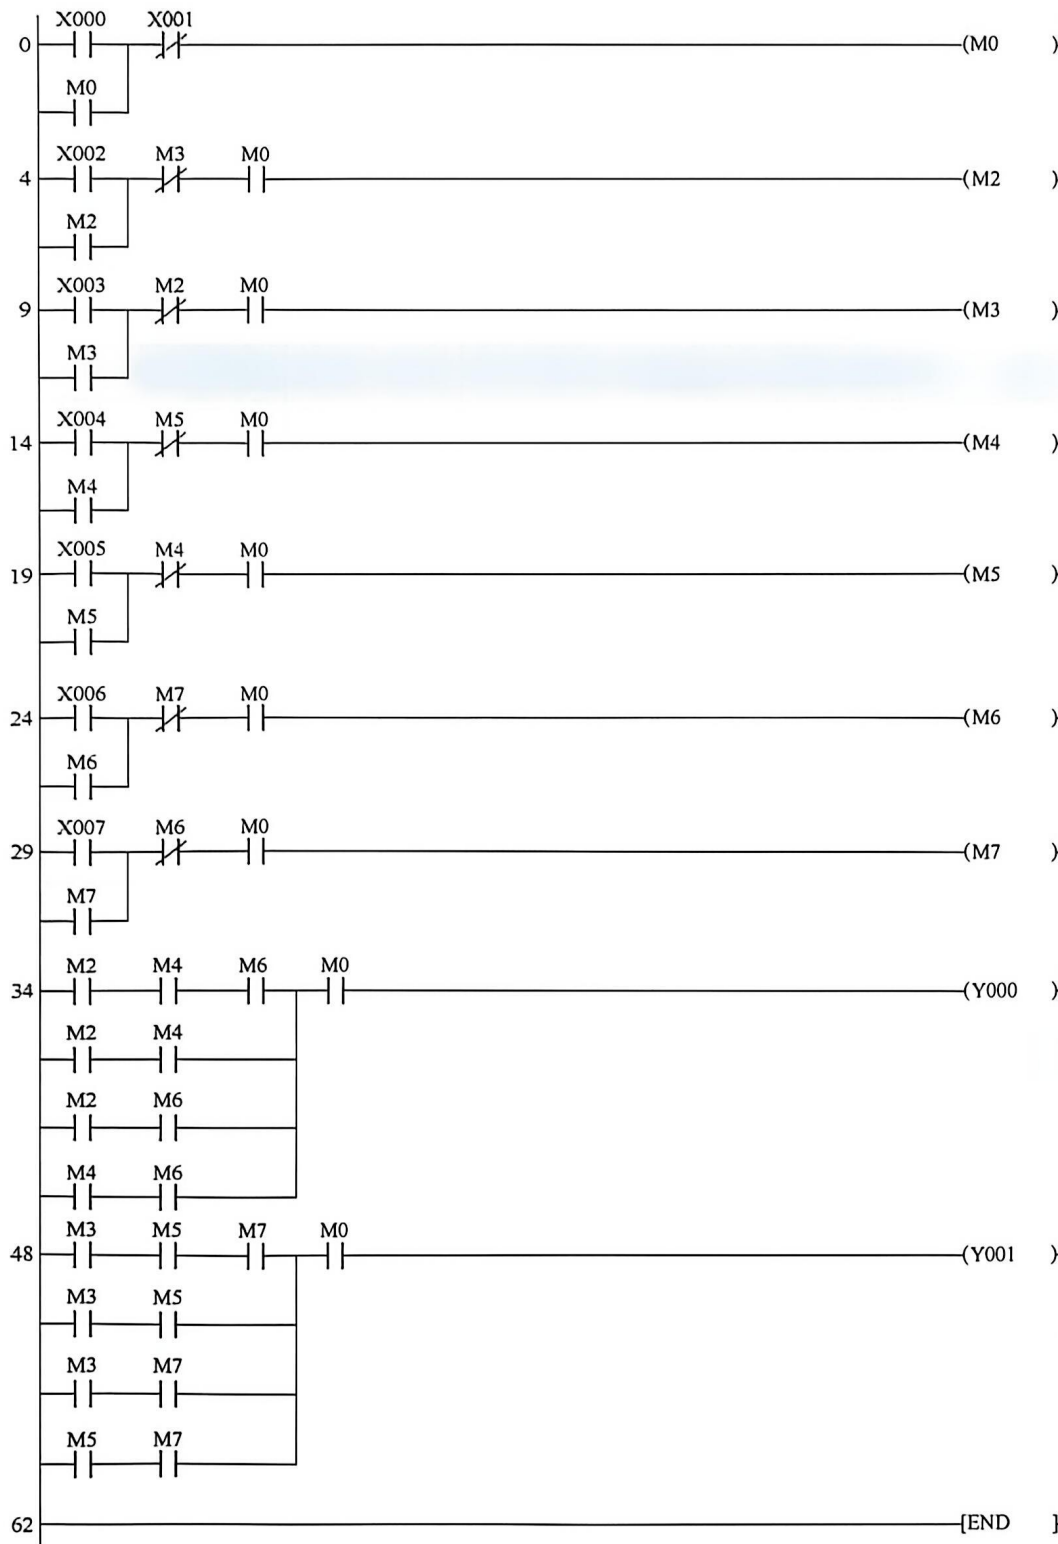 X000 X001
0 (M0 )
M0
X002 M3 M0
4 (M2 )
M2
X003 M2 M0
9 (M3 )
M3
X004 M5 M0
14 (M4 )
M4
X005 M4 M0
19 (M5 )
M5
X006 M7 M0
24 (M6 )
M6
X007 M6 M0
29 (M7 )
M7
M2 M4 M6 M0
34 (Y000 )
M2 M4
M2 M6
M4 M6
M3 M5 M7 M0
48 (Y001 )
M3 M5
M3 M7
M5 M7
62 [END ]